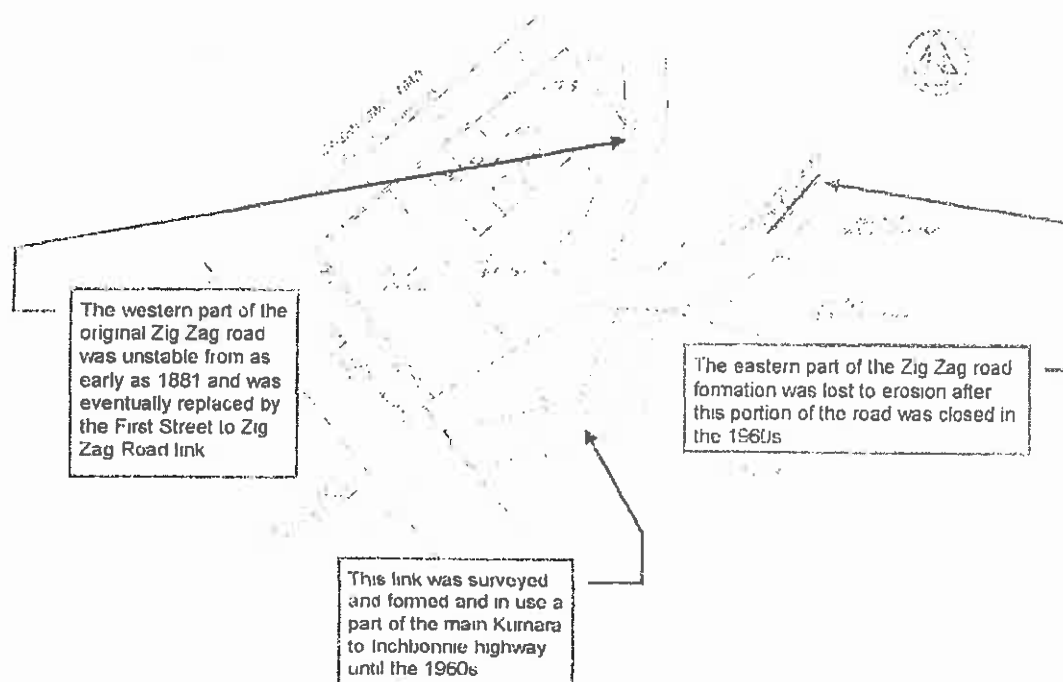 The western part of the
original Zig Zag road
was unstable from as
early as 1881 and was
eventually replaced by
the First Street to Zig
Zag Road link
The eastern part of the Zig Zag road
formation was lost to erosion after
this portion of the road was closed in
the 1960s
This link was surveyed
and formed and in use a
part of the main Kumara
to Inchbonnie highway
until the 1960s